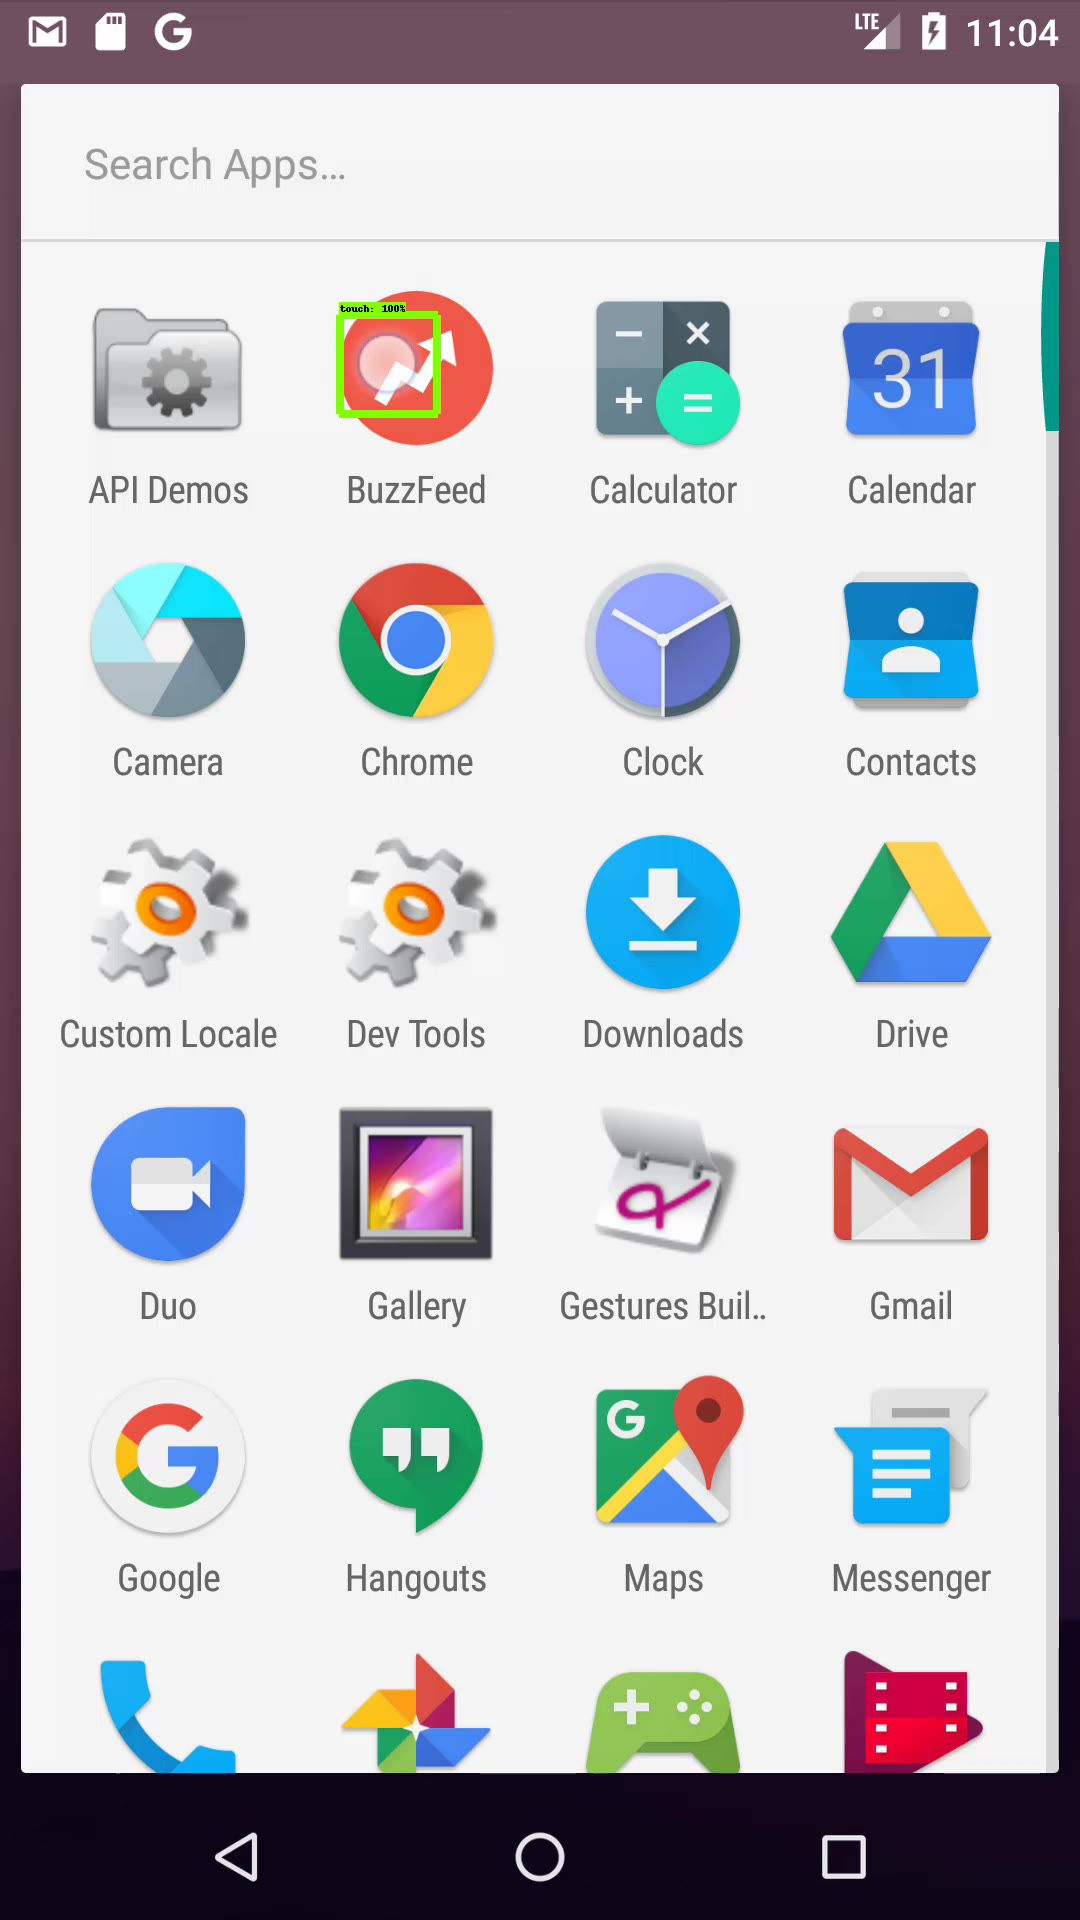 LTE 11:04
Search Apps…
touch: 100%
31
API Demos BuzzFeed Calculator Calendar
Camera Chrome Clock Contacts
Custom Locale Dev Tools Downloads Drive
Duo Gallery Gestures Buil.. Gmail
Google Hangouts Maps Messenger